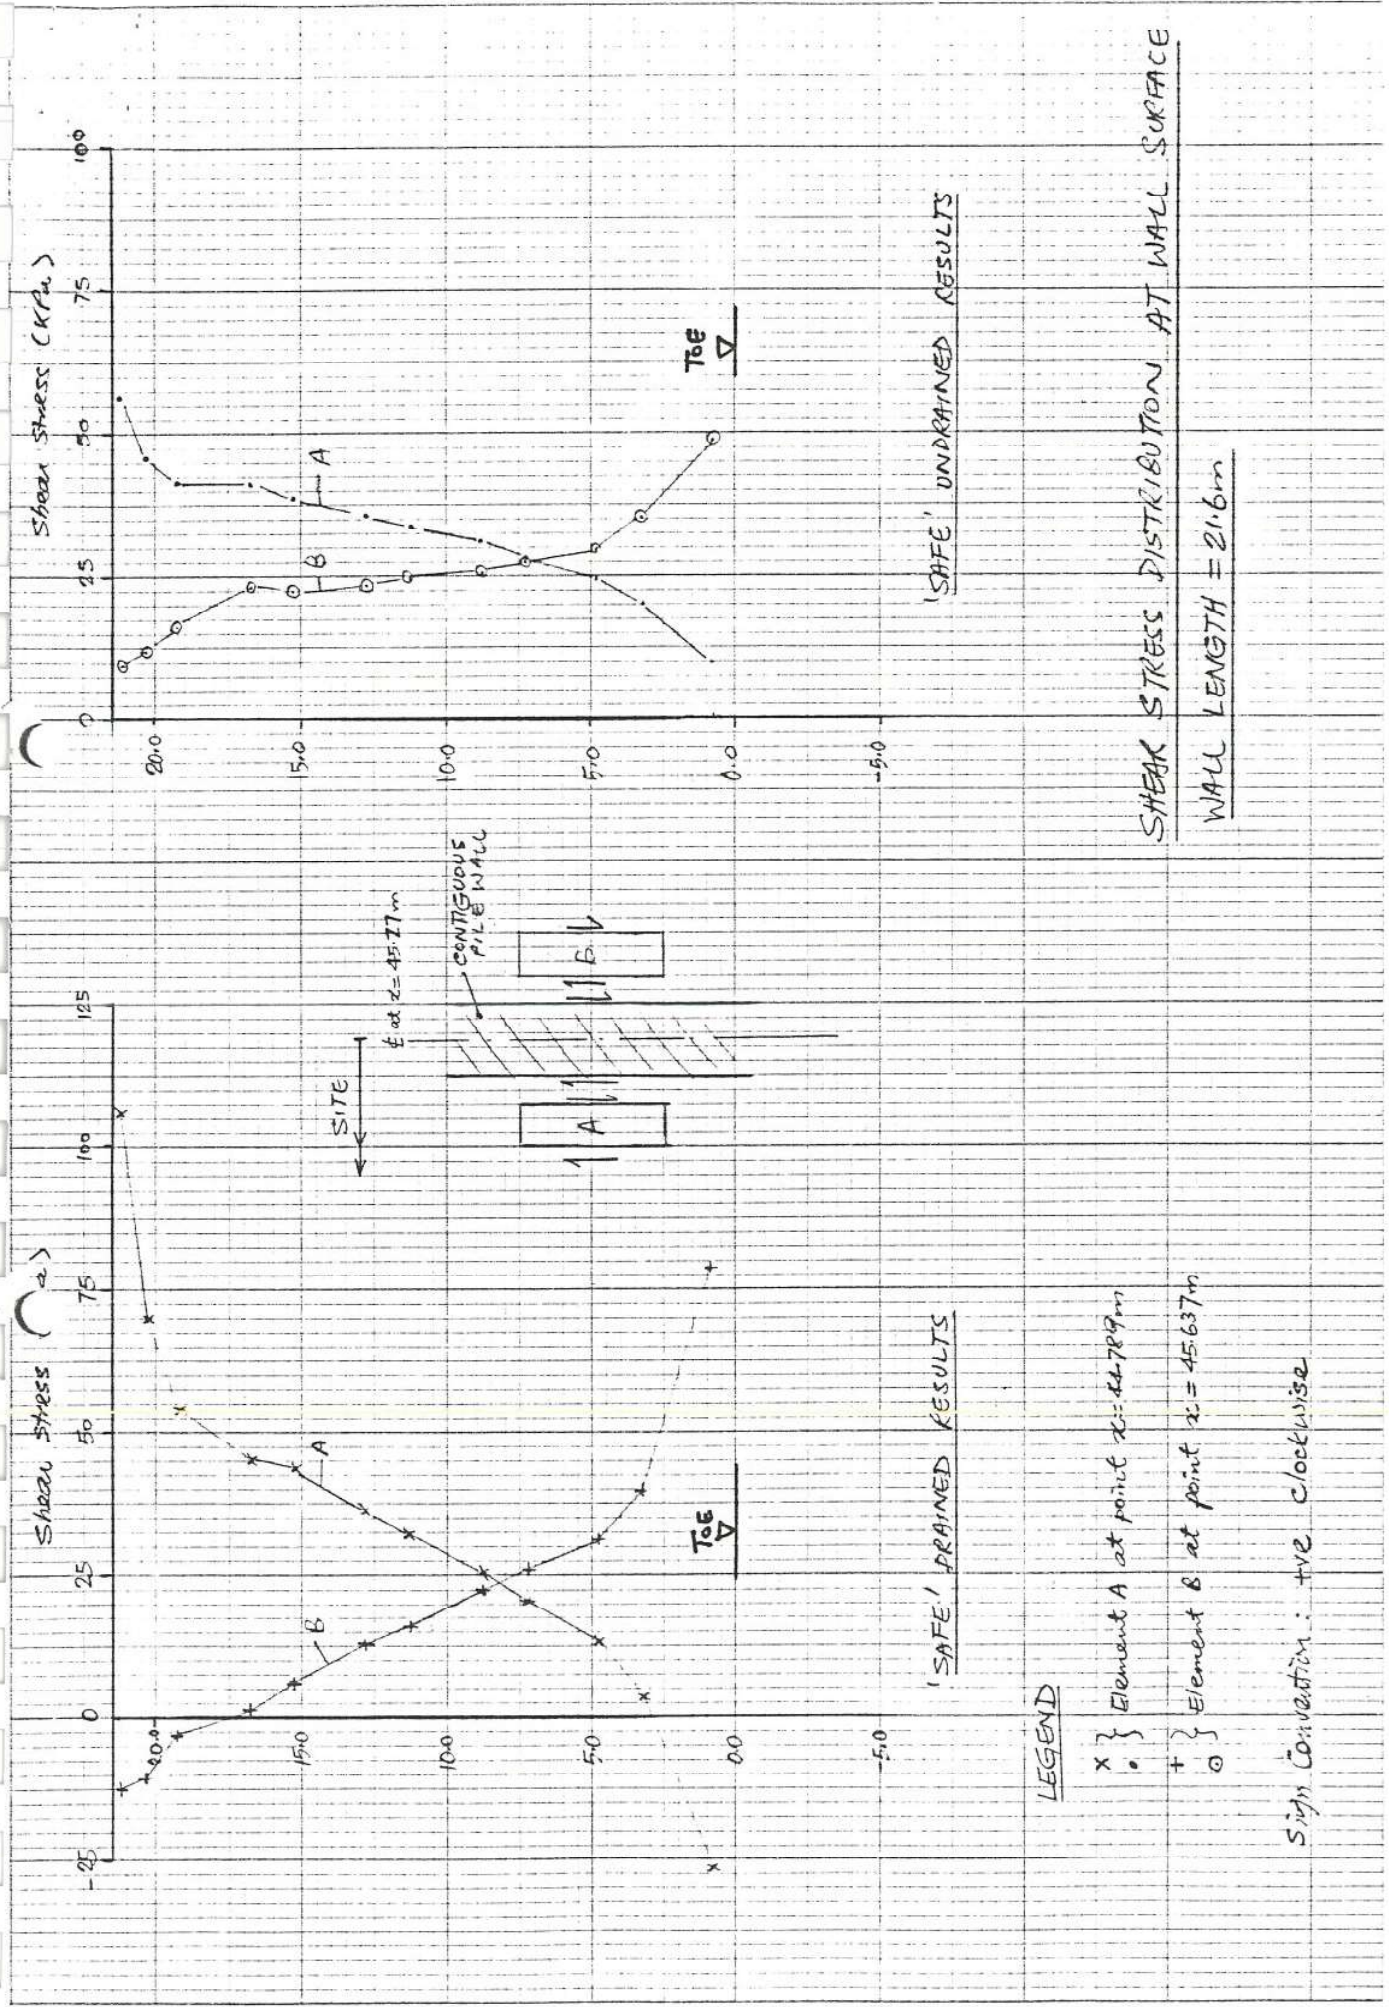 Shear Stress
-25
0
25
50
75
100
125
20.0
15.0
10.0
5.0
0.0
-5.0
A
B
TOE
'SAFE' DRAINED RESULTS
SITE
℄ at x=45.27m
CONTIGUOUS
PILE WALL
A
B
Shear Stress (KPa)
0
25
50
75
100
20.0
15.0
10.0
5.0
0.0
-5.0
A
B
TOE
'SAFE' UNDRAINED RESULTS
LEGEND
x
• } Element A at point x=44.789m
+
⊙ } Element B at point x=45.637m
Sign Convention: +ve clockwise
SHEAR STRESS DISTRIBUTION AT WALL SURFACE
WALL LENGTH = 21.6m